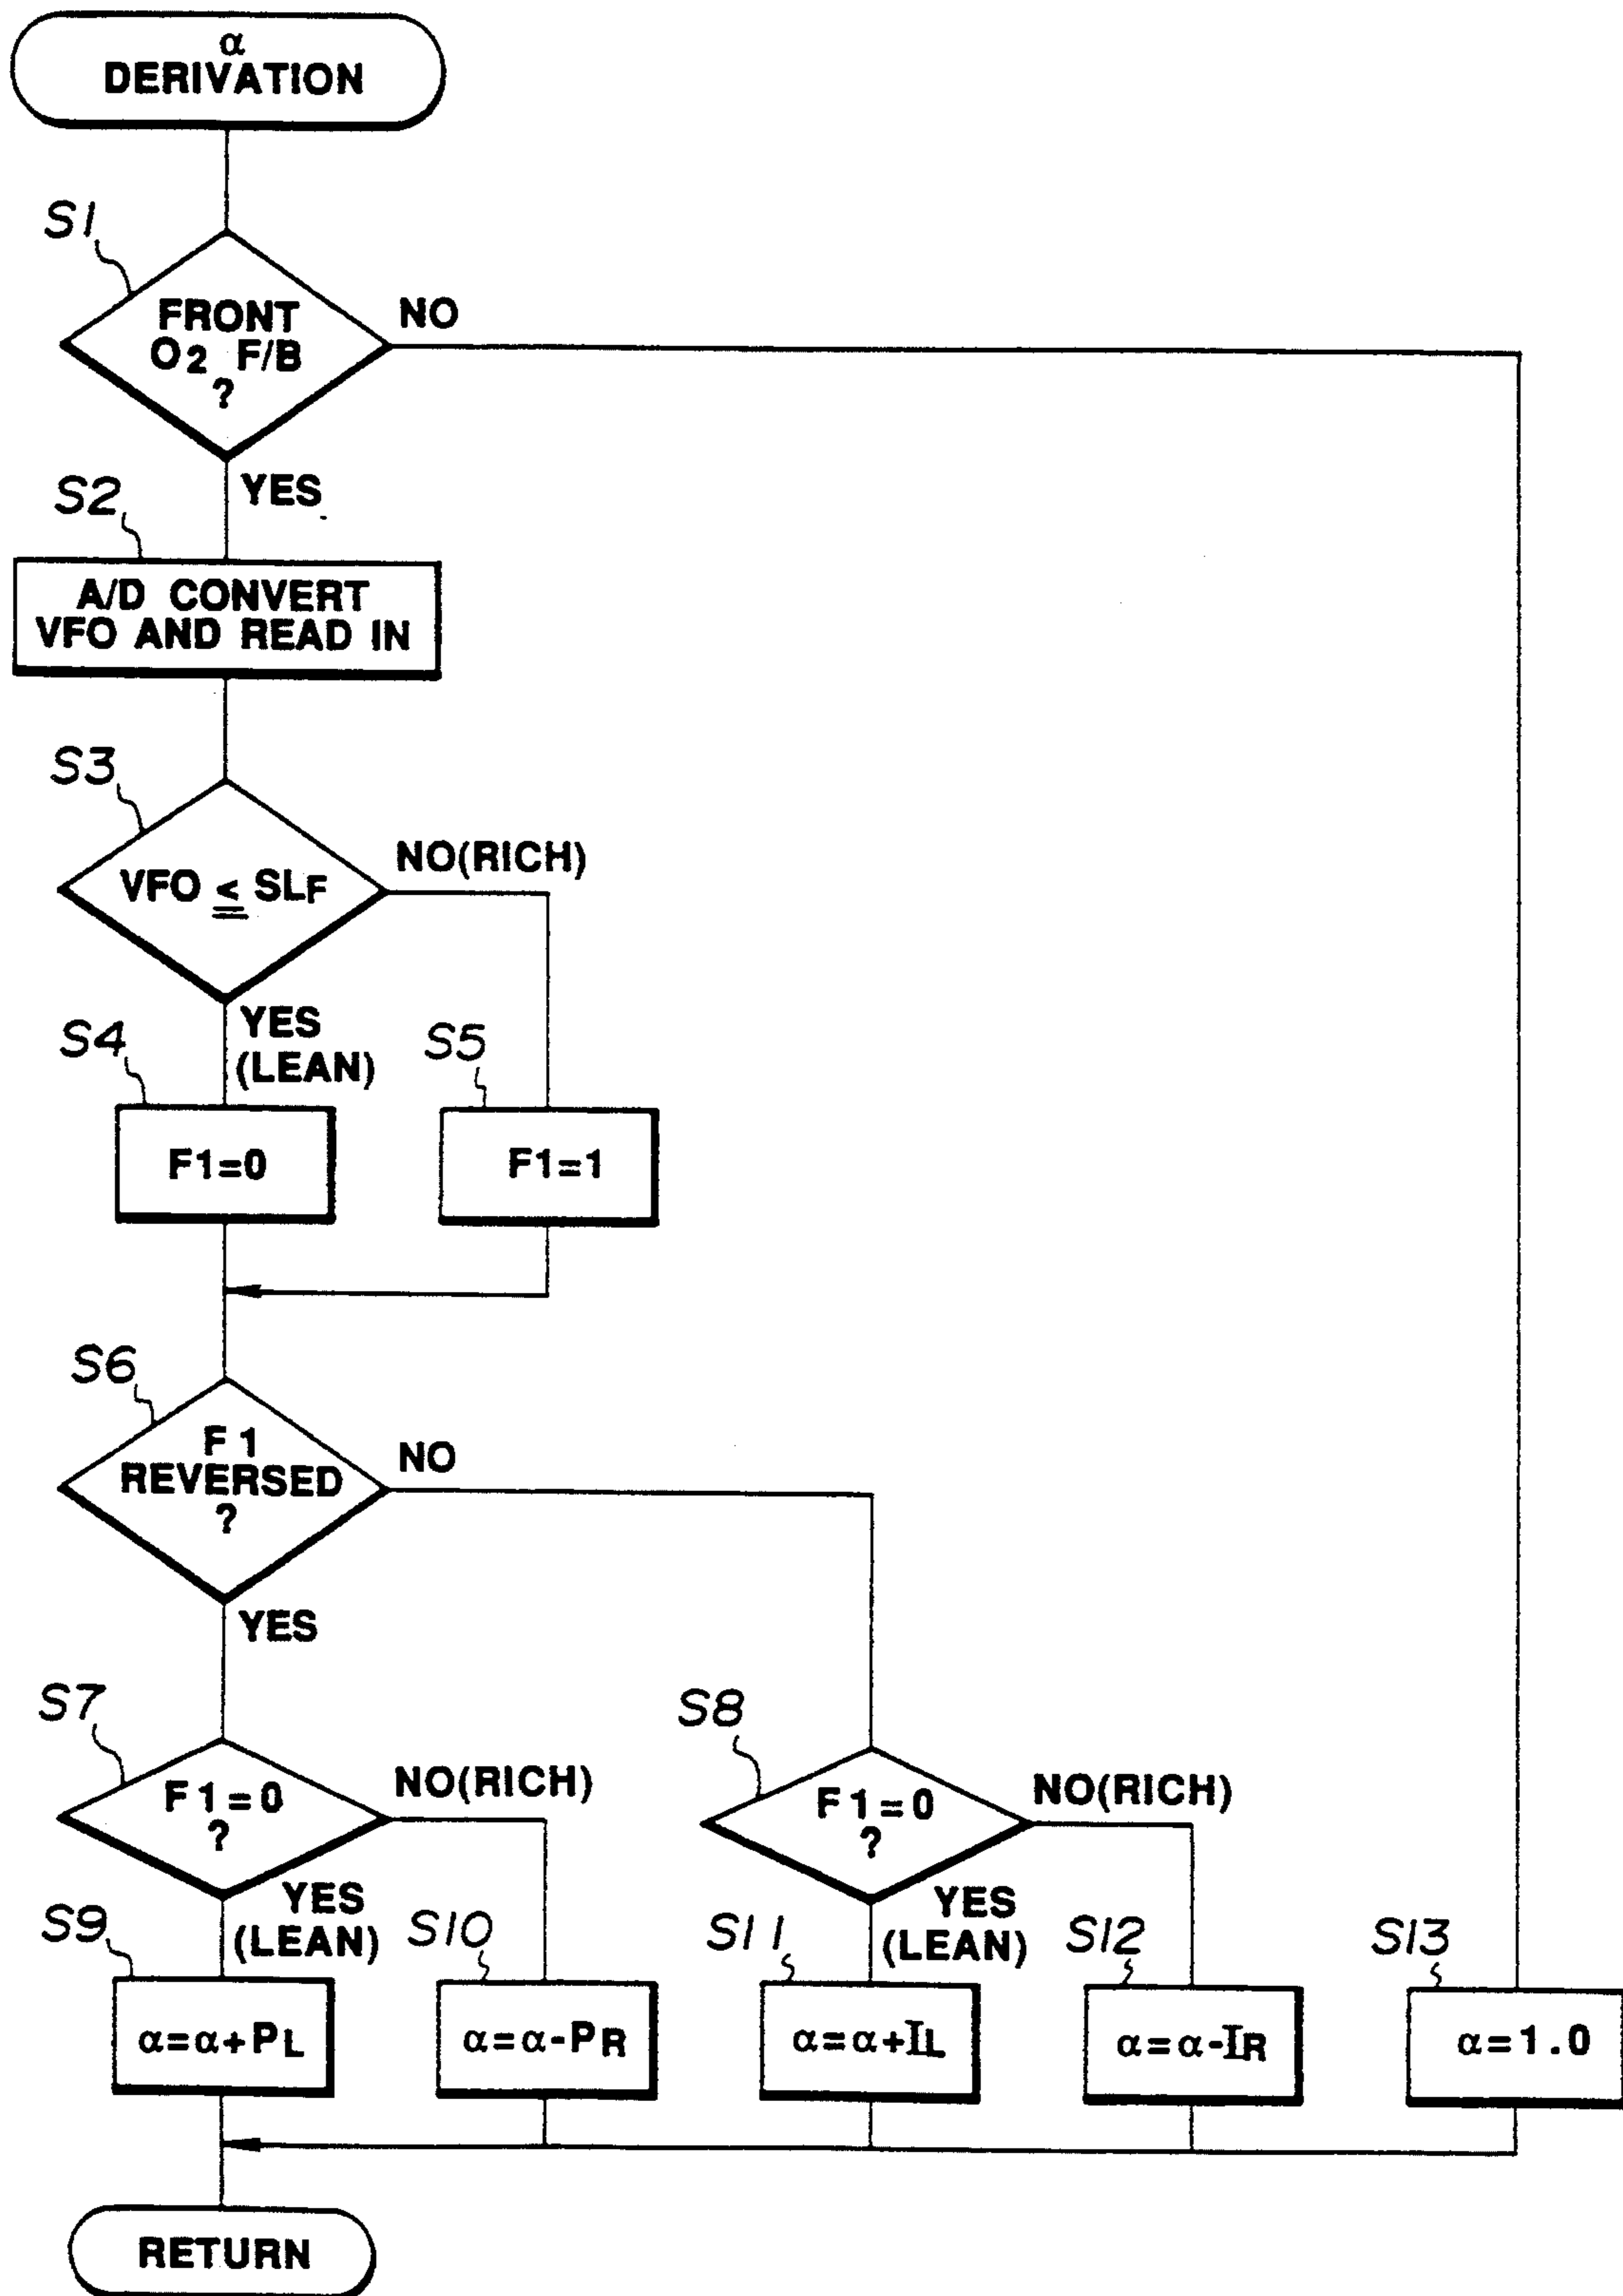 α
DERIVATION
S1
FRONT
O2 F/B
?
NO
YES
S2
A/D CONVERT
VFO AND READ IN
S3
VFO ≦ SLF
NO(RICH)
YES
(LEAN)
S4
F1=0
S5
F1=1
S6
F1
REVERSED
?
NO
YES
S7
F1=0
?
NO(RICH)
YES
(LEAN)
S8
F1=0
?
NO(RICH)
YES
(LEAN)
S9
α=α+PL
S10
α=α-PR
S11
α=α+IL
S12
α=α-IR
S13
α=1.0
RETURN